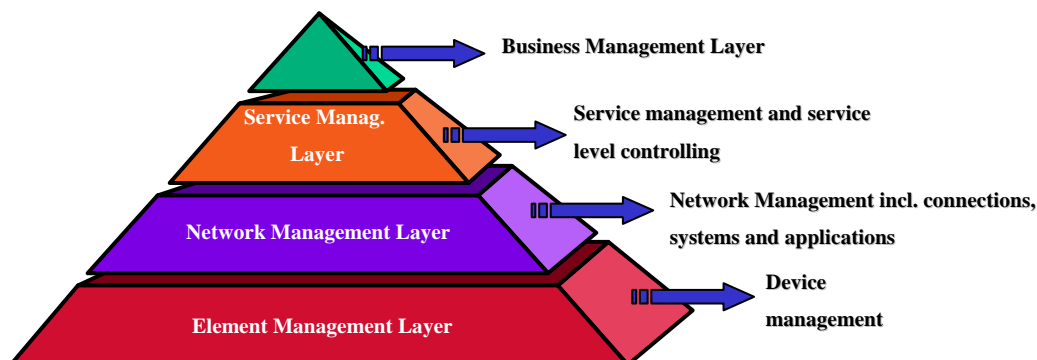 Business Management Layer
Service Manag.
Layer
Service management and service
level controlling
Network Management Layer
Network Management incl. connections,
systems and applications
Element Management Layer
Device
management